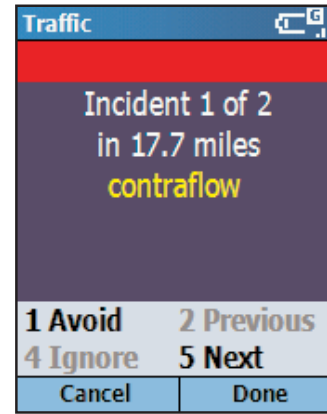 Traffic G
Incident 1 of 2
in 17.7 miles
contraflow
1 Avoid 2 Previous
4 Ignore 5 Next
Cancel Done